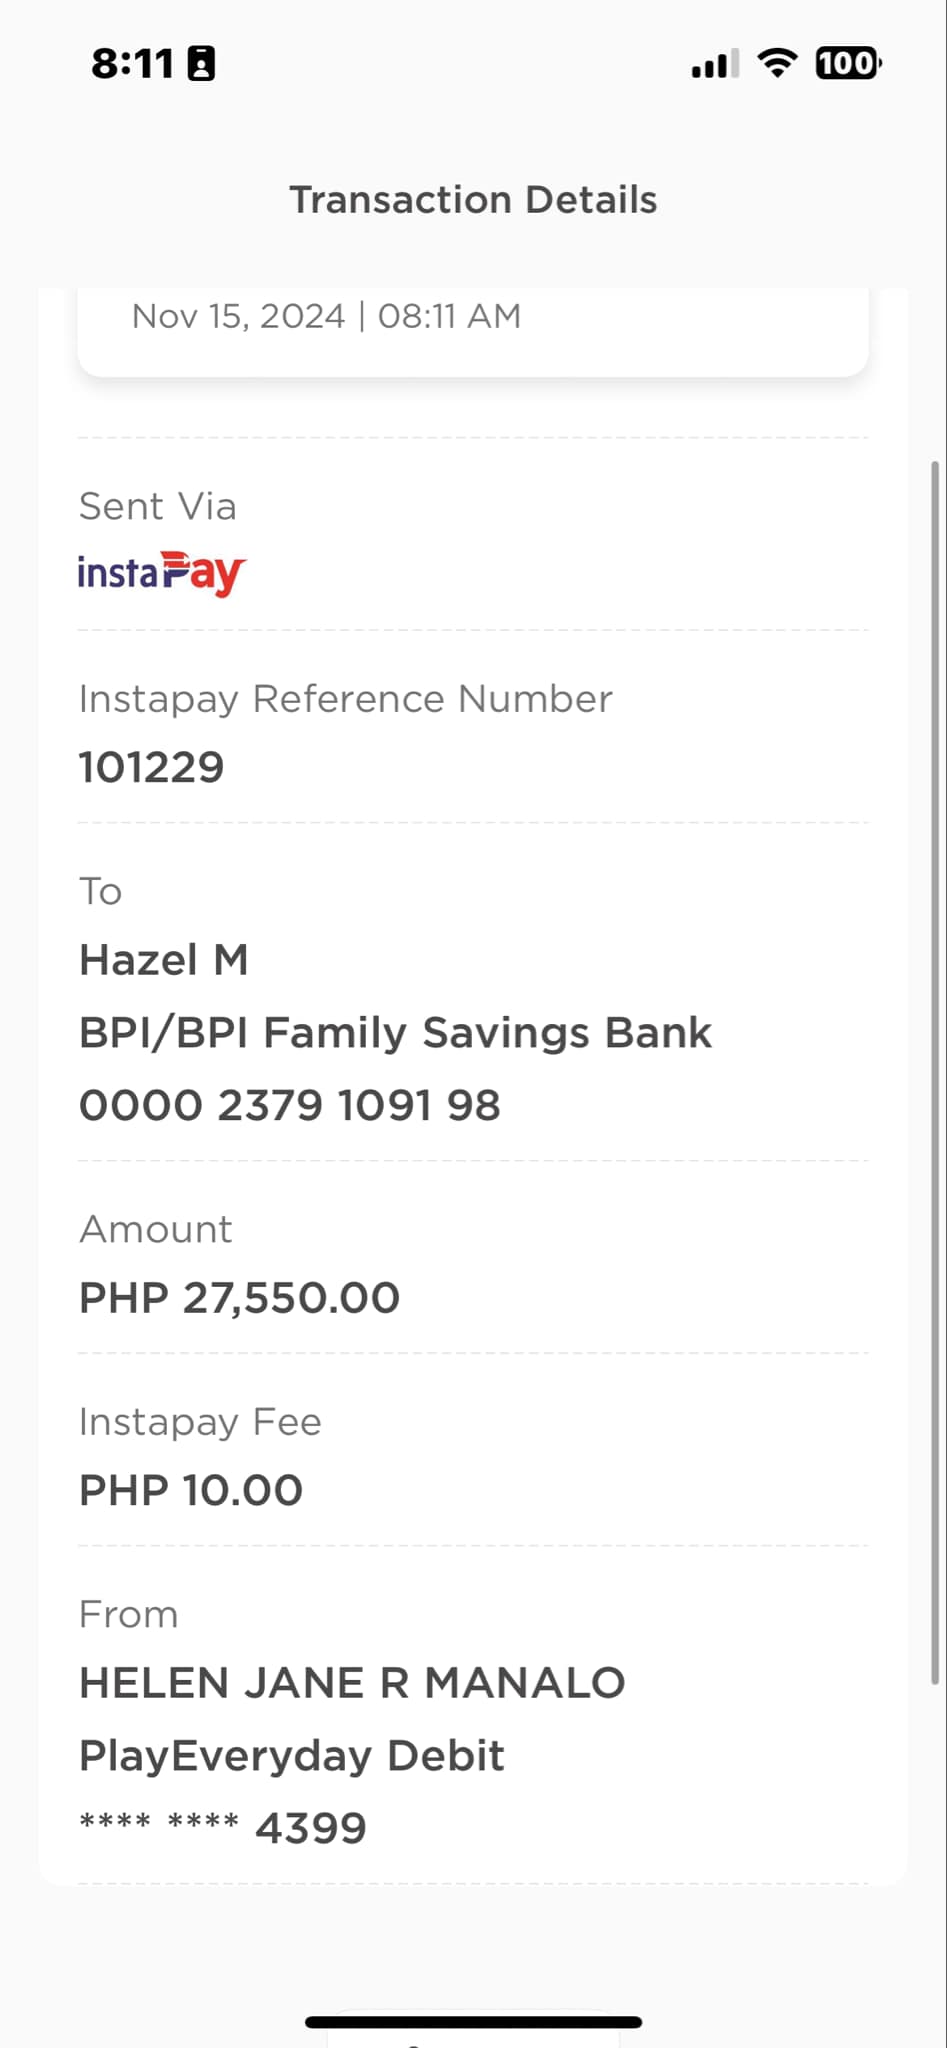 8:11
100
Transaction Details
Nov 15, 2024 | 08:11 AM
Sent Via
instaPay
Instapay Reference Number
101229
To
Hazel M
BPI/BPI Family Savings Bank
0000 2379 1091 98
Amount
PHP 27,550.00
Instapay Fee
PHP 10.00
From
HELEN JANE R MANALO
PlayEveryday Debit
**** **** 4399